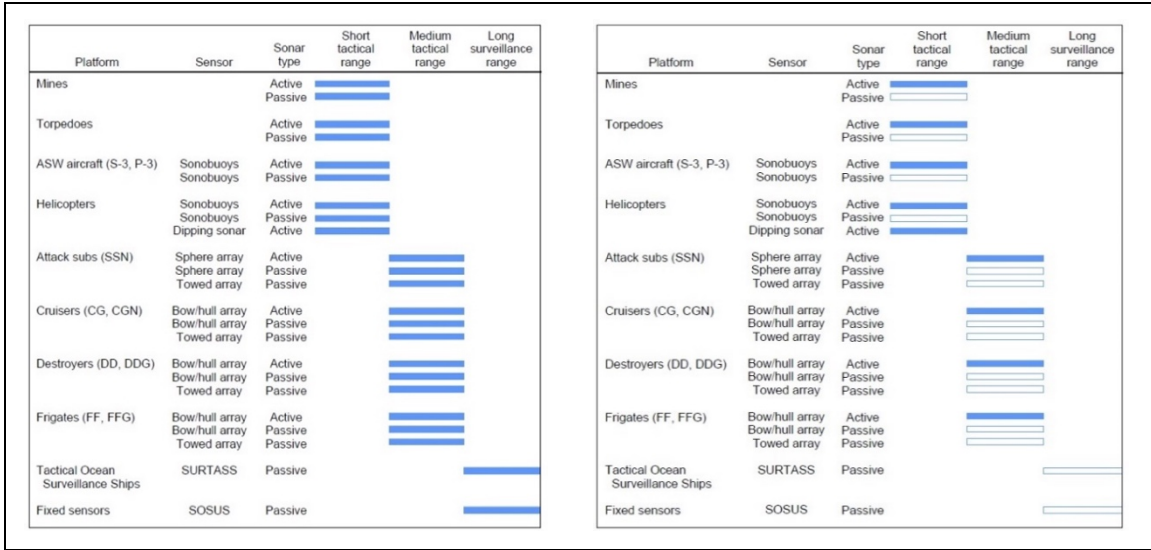 Platform Sensor Sonar type Short tactical range Medium tactical range Long surveillance range
Mines Active
Passive
Torpedoes Active
Passive
ASW aircraft (S-3, P-3) Sonobuoys Active
Sonobuoys Passive
Helicopters Sonobuoys Active
Sonobuoys Passive
Dipping sonar Active
Attack subs (SSN) Sphere array Active
Sphere array Passive
Towed array Passive
Cruisers (CG, CGN) Bow/hull array Active
Bow/hull array Passive
Towed array Passive
Destroyers (DD, DDG) Bow/hull array Active
Bow/hull array Passive
Towed array Passive
Frigates (FF, FFG) Bow/hull array Active
Bow/hull array Passive
Towed array Passive
Tactical Ocean SURTASS Passive
Surveillance Ships
Fixed sensors SOSUS Passive
Platform Sensor Sonar type Short tactical range Medium tactical range Long surveillance range
Mines Active
Passive
Torpedoes Active
Passive
ASW aircraft (S-3, P-3) Sonobuoys Active
Sonobuoys Passive
Helicopters Sonobuoys Active
Sonobuoys Passive
Dipping sonar Active
Attack subs (SSN) Sphere array Active
Sphere array Passive
Towed array Passive
Cruisers (CG, CGN) Bow/hull array Active
Bow/hull array Passive
Towed array Passive
Destroyers (DD, DDG) Bow/hull array Active
Bow/hull array Passive
Towed array Passive
Frigates (FF, FFG) Bow/hull array Active
Bow/hull array Passive
Towed array Passive
Tactical Ocean SURTASS Passive
Surveillance Ships
Fixed sensors SOSUS Passive